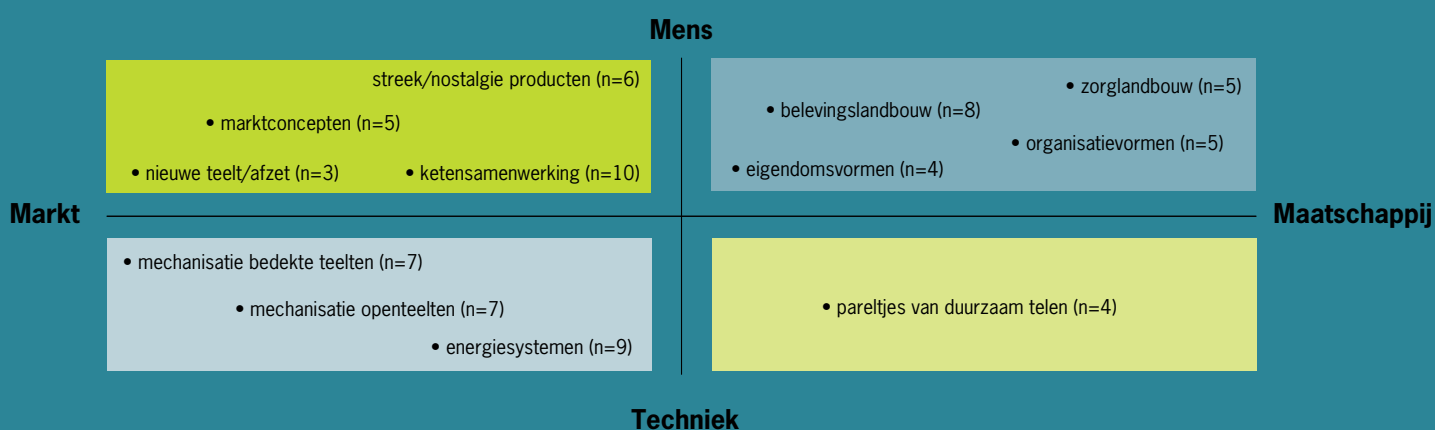 Mens
streek/nostalgie producten (n=6)
• marktconcepten (n=5)
• nieuwe teelt/afzet (n=3)
• ketensamenwerking (n=10)
• zorglandbouw (n=5)
• belevingslandbouw (n=8)
• organisatievormen (n=5)
• eigendomsvormen (n=4)
Markt
Maatschappij
• mechanisatie bedekte teelten (n=7)
• mechanisatie openteelten (n=7)
• energiesystemen (n=9)
• pareltjes van duurzaam telen (n=4)
Techniek